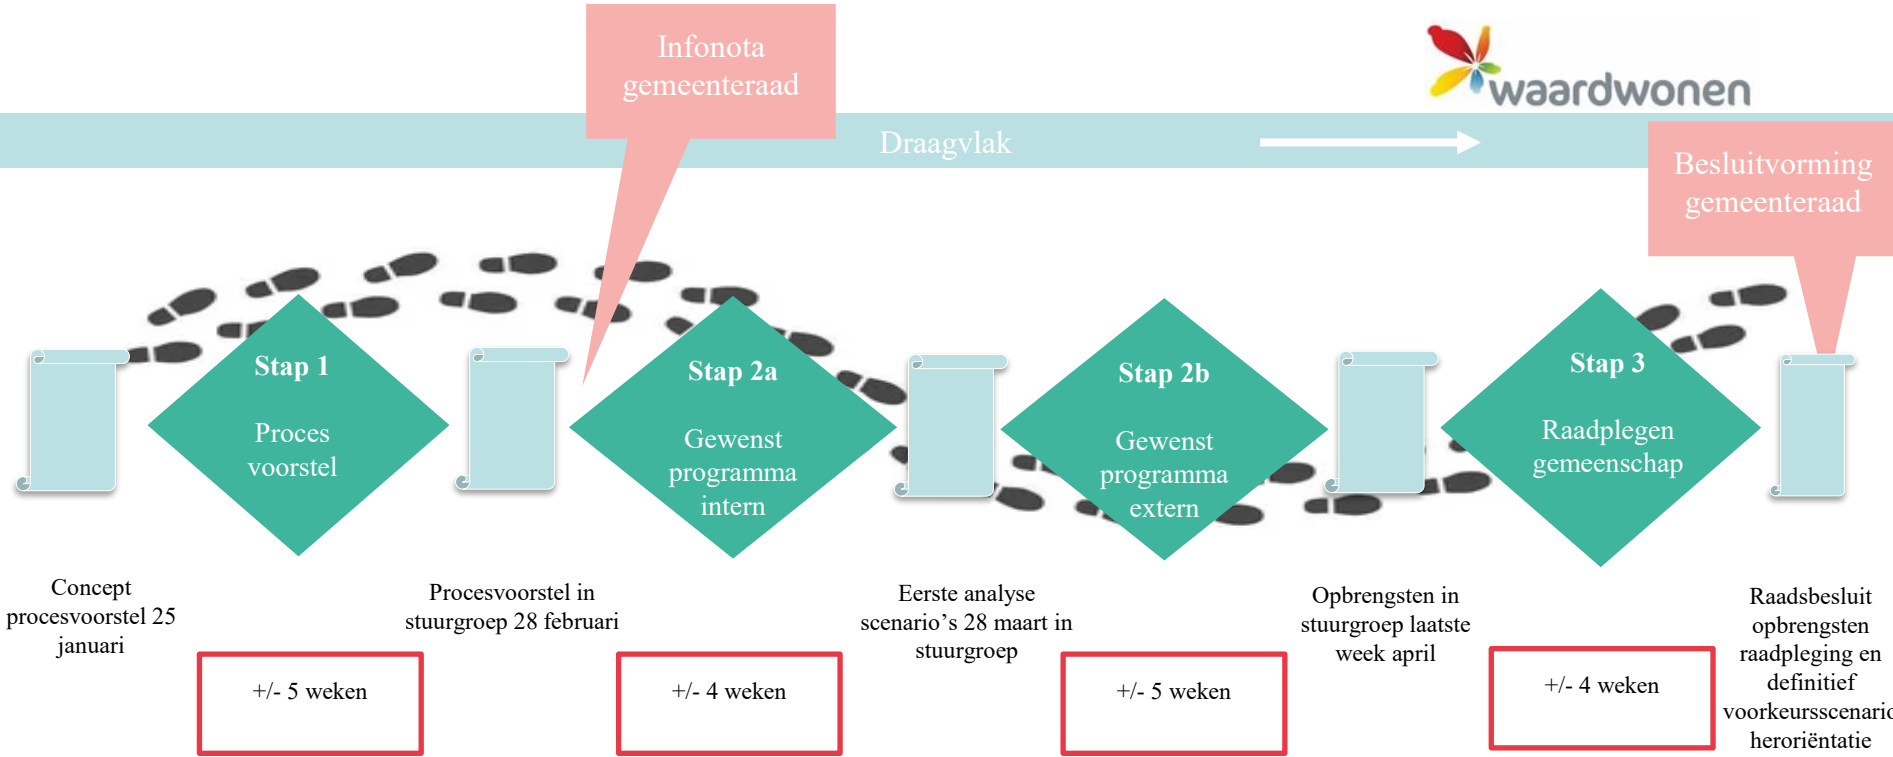 Infonota
gemeenteraad
waardwonen
Draagvlak
Besluitvorming
gemeenteraad
Stap 1
Proces
voorstel
Stap 2a
Gewenst
programma
intern
Stap 2b
Gewenst
programma
extern
Stap 3
Raadplegen
gemeenschap
Concept
procesvoorstel 25
januari
Procesvoorstel in
stuurgroep 28 februari
Eerste analyse
scenario’s 28 maart in
stuurgroep
Opbrengsten in
stuurgroep laatste
week april
Raadsbesluit
opbrengsten
raadpleging en
definitief
voorkeursscenario
heroriëntatie
+/- 5 weken
+/- 4 weken
+/- 5 weken
+/- 4 weken